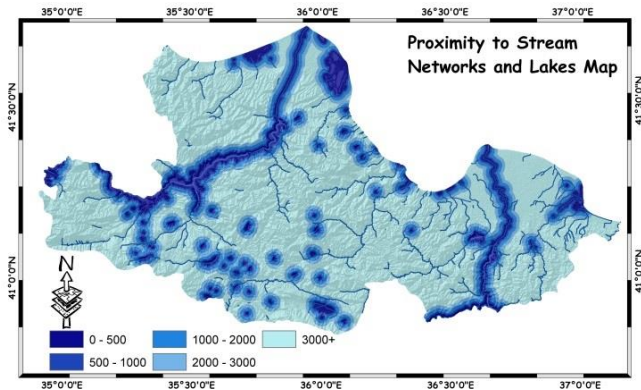 35°0'0"E 35°30'0"E 36°0'0"E 36°30'0"E 37°0'0"E
Proximity to Stream
Networks and Lakes Map
41°30'0"N 41°30'0"N
41°0'0"N 41°0'0"N
N
0 - 500 1000 - 2000 3000+
500 - 1000 2000 - 3000
35°0'0"E 35°30'0"E 36°0'0"E 36°30'0"E 37°0'0"E